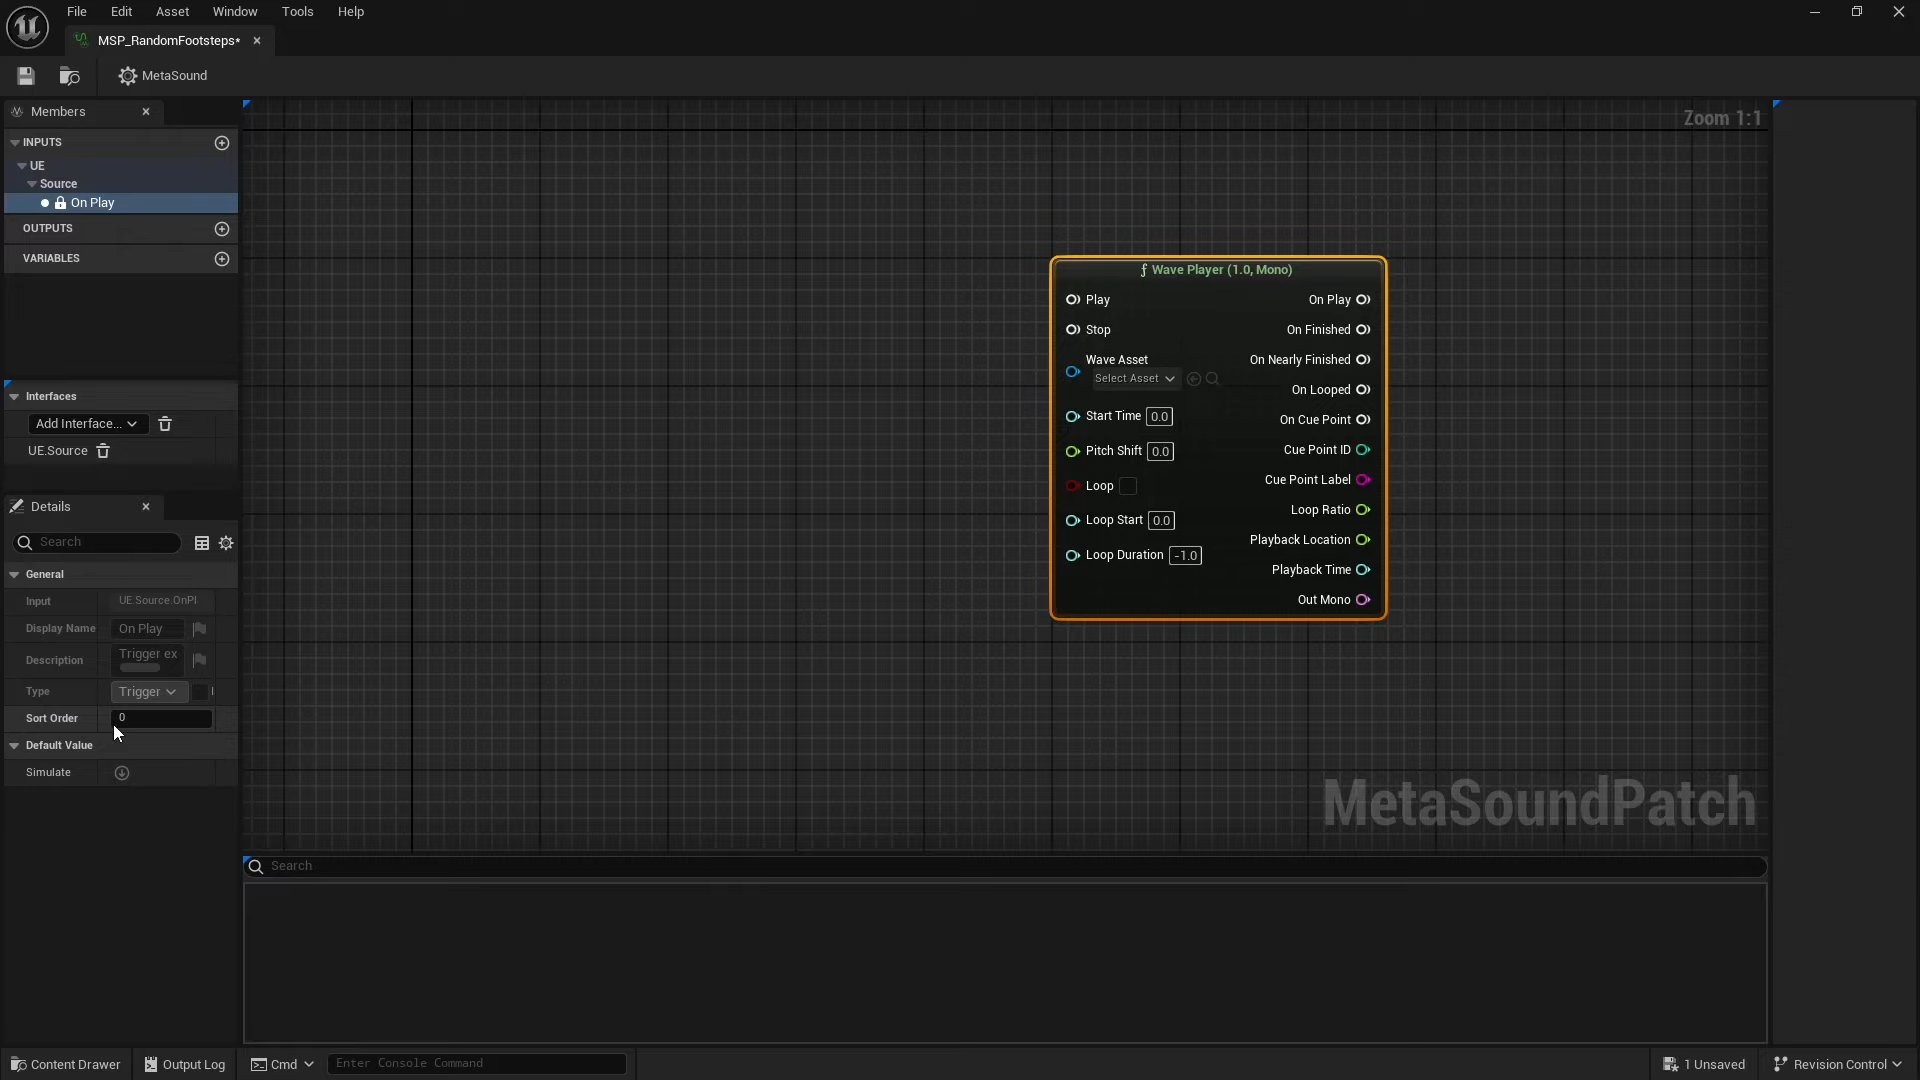 File Edit Asset Window Tools Help
MSP_RandomFootsteps*
MetaSound
Members
INPUTS
UE
Source
On Play
OUTPUTS
VARIABLES
Interfaces
Add Interface...
UE.Source
Details
Search
General
Input UE.Source.OnPl
Display Name On Play
Description Trigger ex
Type Trigger
Sort Order 0
Default Value
Simulate
Zoom 1:1
Wave Player (1.0, Mono)
Play On Play
Stop On Finished
Wave Asset On Nearly Finished
Select Asset
On Looped
Start Time 0.0 On Cue Point
Pitch Shift 0.0 Cue Point ID
Loop Cue Point Label
Loop Start 0.0 Loop Ratio
Loop Duration -1.0 Playback Location
Playback Time
Out Mono
MetaSoundPatch
Search
Content Drawer Output Log Cmd Enter Console Command 1 Unsaved Revision Control